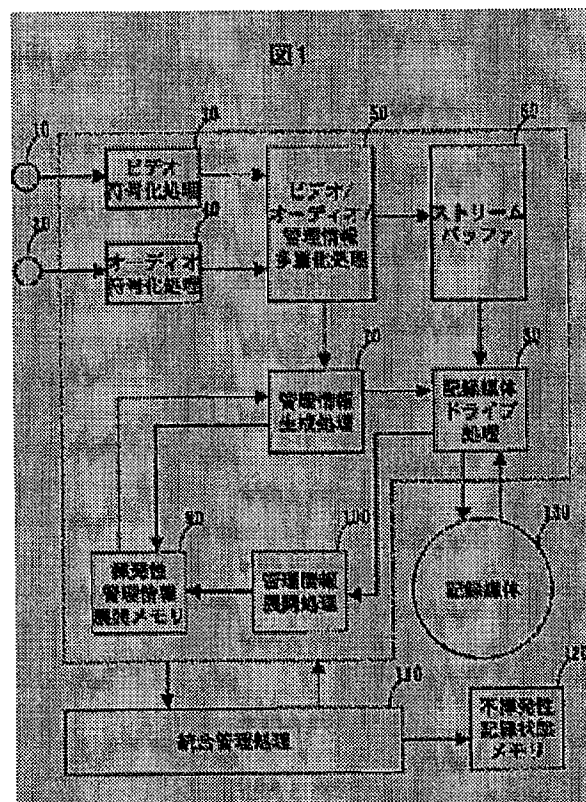 図1
10
30
50
60
ビデオ
符号化処理
ビデオ/
オーディオ/
管理情報
多重化処理
ストリーム
バッファ
20
40
オーディオ
符号化処理
70
管理情報
生成処理
80
記録媒体
ドライブ
処理
90
揮発性
管理情報
展開メモリ
100
管理情報
展開処理
130
記録媒体
110
統合管理処理
120
不揮発性
記録状態
メモリ